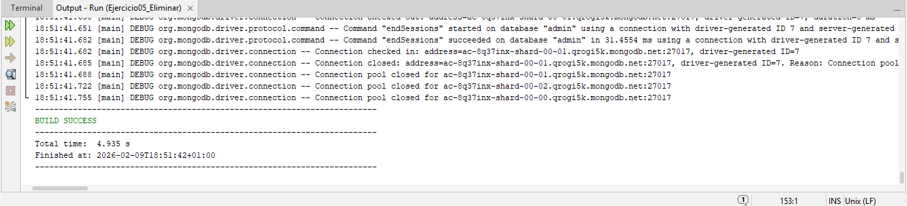 Terminal Output - Run (Ejercicio05_Eliminar) ×
18:51:41.651 [main] DEBUG org.mongodb.driver.protocol.command -- Command "endSessions" started on database "admin" using a connection with driver-generated ID 7 and server-generated
18:51:41.682 [main] DEBUG org.mongodb.driver.protocol.command -- Command "endSessions" succeeded on database "admin" in 31.4554 ms using a connection with driver-generated ID 7 and s
18:51:41.682 [main] DEBUG org.mongodb.driver.connection -- Connection checked in: address=ac-8q37inx-shard-00-01.qrogi5k.mongodb.net:27017, driver-generated ID=7
18:51:41.685 [main] DEBUG org.mongodb.driver.connection -- Connection closed: address=ac-8q37inx-shard-00-01.qrogi5k.mongodb.net:27017, driver-generated ID=7. Reason: Connection pool
18:51:41.688 [main] DEBUG org.mongodb.driver.connection -- Connection pool closed for ac-8q37inx-shard-00-01.qrogi5k.mongodb.net:27017
18:51:41.722 [main] DEBUG org.mongodb.driver.connection -- Connection pool closed for ac-8q37inx-shard-00-02.qrogi5k.mongodb.net:27017
18:51:41.755 [main] DEBUG org.mongodb.driver.connection -- Connection pool closed for ac-8q37inx-shard-00-00.qrogi5k.mongodb.net:27017
------------------------------------------------------------------------
BUILD SUCCESS
------------------------------------------------------------------------
Total time:  4.935 s
Finished at: 2026-02-09T18:51:42+01:00
------------------------------------------------------------------------
1 153:1 INS Unix (LF)